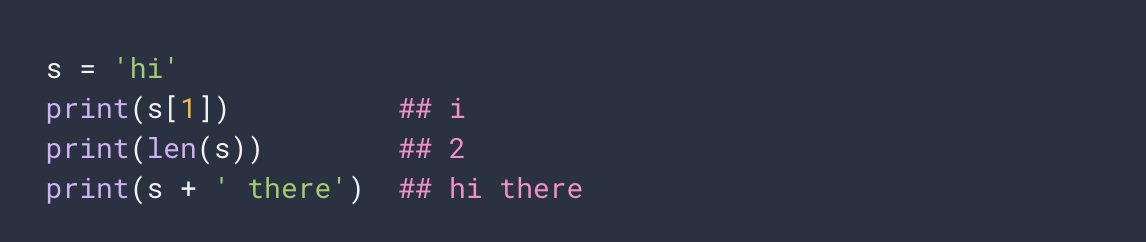 s = 'hi'
print(s[1])          ## i
print(len(s))        ## 2
print(s + ' there')  ## hi there